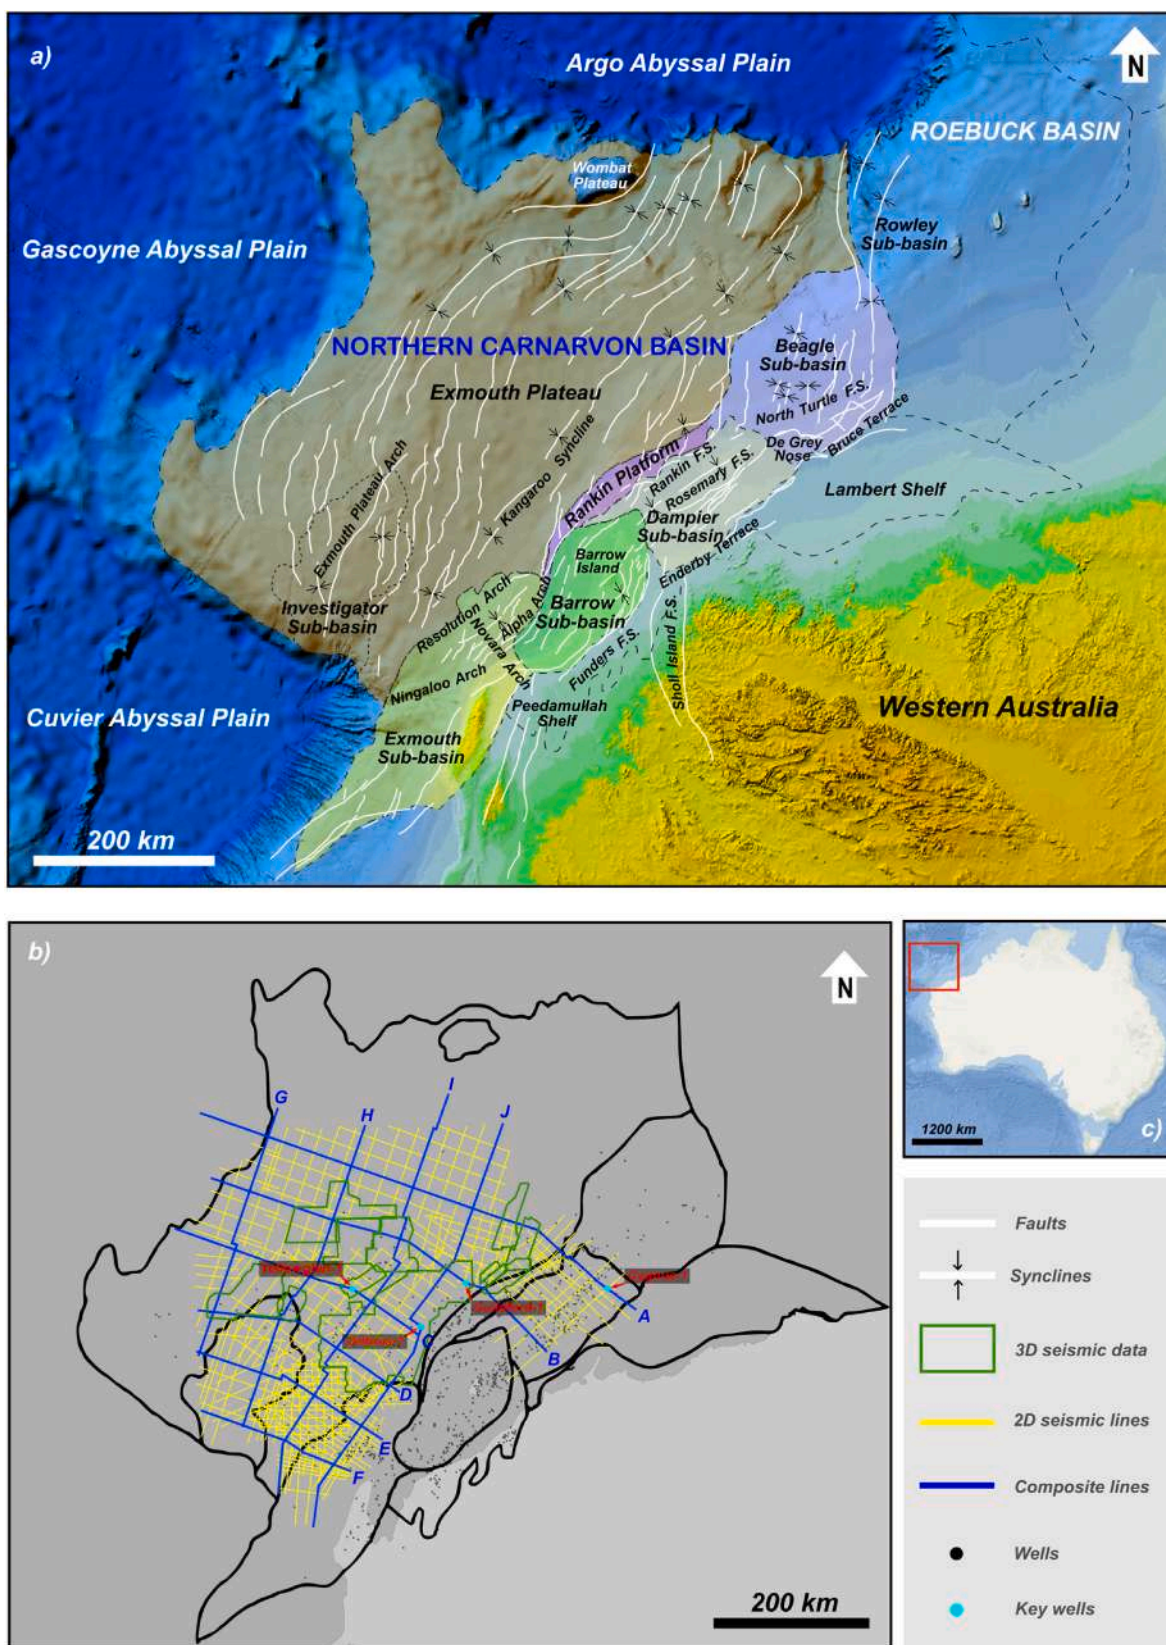 a)
Argo Abyssal Plain
N
ROEBUCK BASIN
Wombat
Plateau
Rowley
Sub-basin
Gascoyne Abyssal Plain
NORTHERN CARNARVON BASIN
Beagle
Sub-basin
Exmouth Plateau
North Turtle F.S.
Bruce Terrace
De Grey
Nose
Kangaroo Syncline
Rankin Platform
Rankin F.S.
Rosemary F.S.
Lambert Shelf
Exmouth Plateau Arch
Dampier
Sub-basin
Enderby Terrace
Barrow
Island
Barrow
Sub-basin
Investigator
Sub-basin
Resolution Arch
Alpha Arch
Novara Arch
Ningaloo Arch
Funders F.S.
Sholl Island F.S.
Peedamullah
Shelf
Western Australia
Cuvier Abyssal Plain
Exmouth
Sub-basin
200 km
b)
N
G
H
I
J
A
B
C
D
E
F
200 km
1200 km
c)
Faults
Synclines
3D seismic data
2D seismic lines
Composite lines
Wells
Key wells